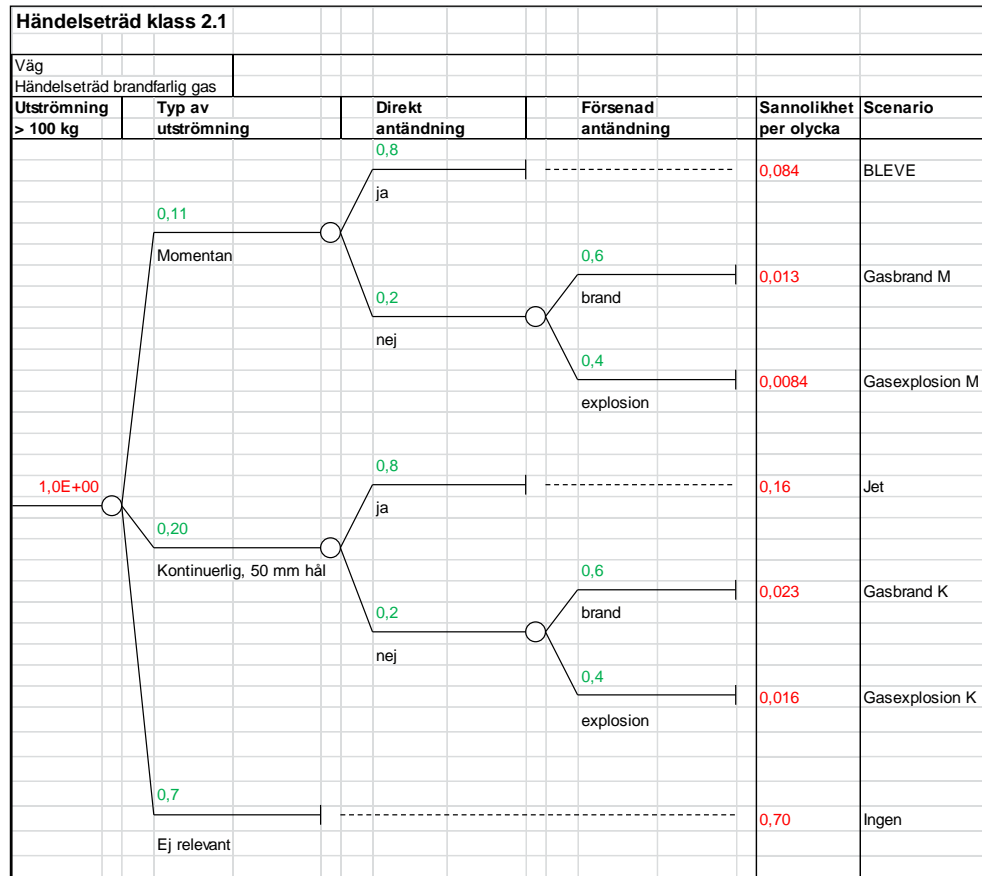 Händelseträd klass 2.1
Väg
Händelseträd brandfarlig gas
Utströmning Typ av Direkt Försenad Sannolikhet Scenario
> 100 kg utströmning antändning antändning per olycka
0,8
0,084 BLEVE
ja
0,11
Momentan
0,6
0,013 Gasbrand M
0,2
brand
nej
0,4
0,0084 Gasexplosion M
explosion
0,8
1,0E+00
0,16 Jet
ja
0,20
Kontinuerlig, 50 mm hål
0,6
0,023 Gasbrand K
0,2
brand
nej
0,4
0,016 Gasexplosion K
explosion
0,7
0,70 Ingen
Ej relevant